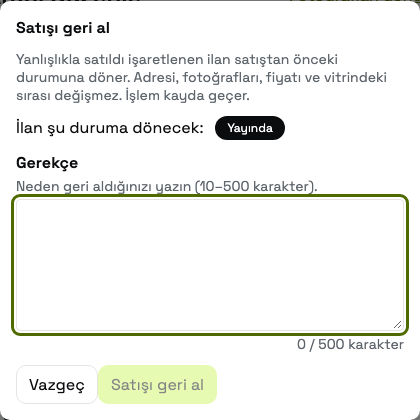 Satışı geri al
Yanlışlıkla satıldı işaretlenen ilan satıştan önceki
durumuna döner. Adresi, fotoğrafları, fiyatı ve vitrindeki
sırası değişmez. İşlem kayda geçer.
İlan şu duruma dönecek: Yayında
Gerekçe
Neden geri aldığınızı yazın (10–500 karakter).
0 / 500 karakter
Vazgeç Satışı geri al